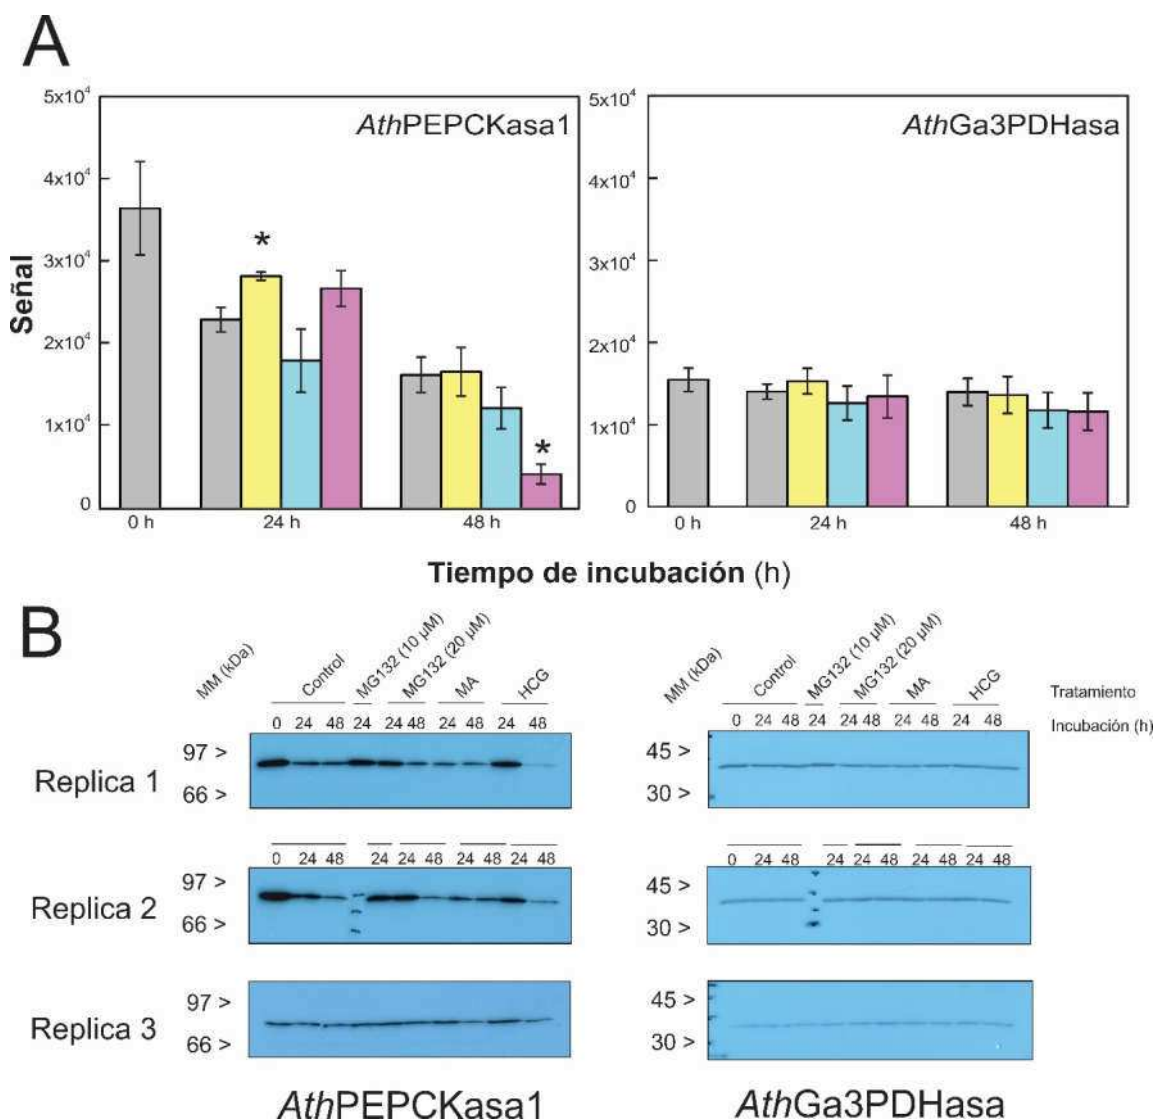 A
AthPEPCKasa1
AthGa3PDHasa
5x10⁴
4x10⁴
3x10⁴
2x10⁴
1x10⁴
0
Señal
*
*
0 h 24 h 48 h
5x10⁴
4x10⁴
3x10⁴
2x10⁴
1x10⁴
0
0 h 24 h 48 h
Tiempo de incubación (h)
B
MM (kDa) Control MG132 (10 µM) MG132 (20 µM) MA HCG
MM (kDa) Control MG132 (10 µM) MG132 (20 µM) MA HCG
Tratamiento
0 24 48 24 24 48 24 48 24 48
0 24 48 24 24 48 24 48 24 48
Incubación (h)
Replica 1
97 >
66 >
45 >
30 >
0 24 48 24 24 48 24 48 24 48
0 24 48 24 24 48 24 48 24 48
Replica 2
97 >
66 >
45 >
30 >
Replica 3
97 >
66 >
45 >
30 >
AthPEPCKasa1
AthGa3PDHasa